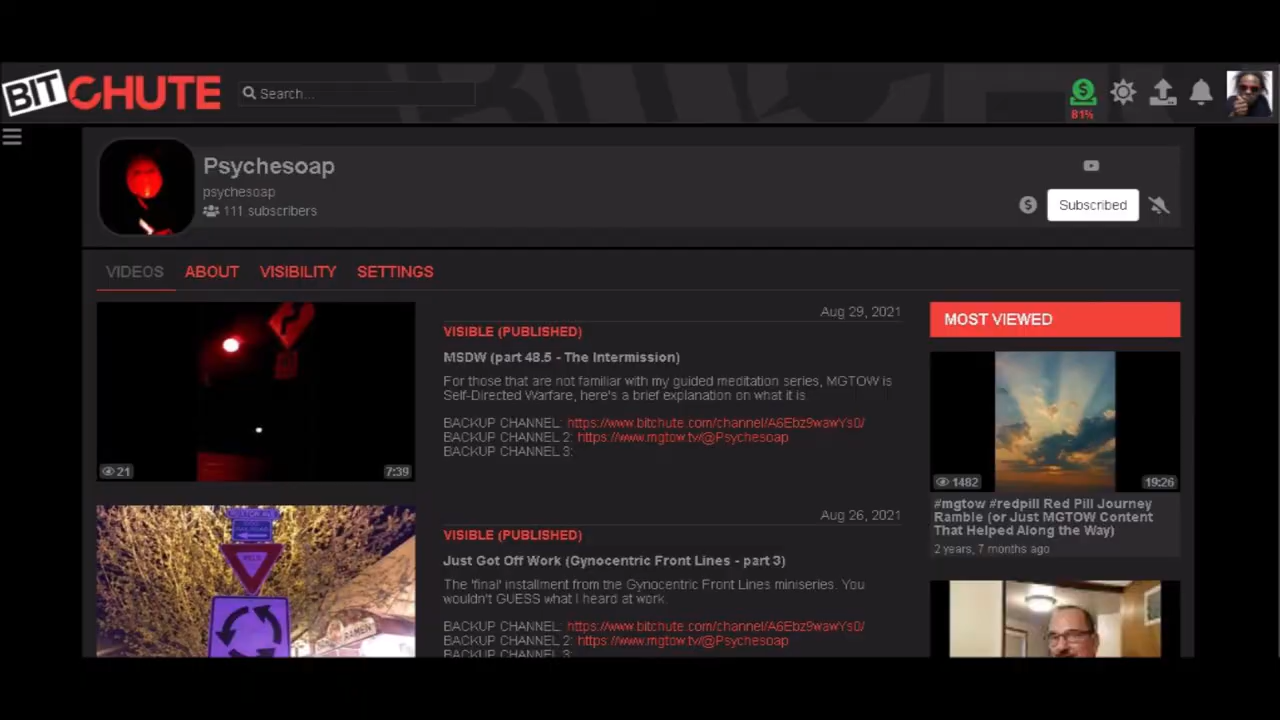 BITCHUTE
Search...
81%
Psychesoap
psychesoap
111 subscribers
Subscribed
VIDEOS ABOUT VISIBILITY SETTINGS
21
7:39
Aug 29, 2021
VISIBLE (PUBLISHED)
MSDW (part 48.5 - The Intermission)
For those that are not familiar with my guided meditation series, MGTOW is
Self-Directed Warfare, here's a brief explanation on what it is
BACKUP CHANNEL: https://www.bitchute.com/channel/A6Ebz9wawYs0/
BACKUP CHANNEL 2: https://www.mgtow.tv/@Psychesoap
BACKUP CHANNEL 3:
Aug 26, 2021
VISIBLE (PUBLISHED)
Just Got Off Work (Gynocentric Front Lines - part 3)
The 'final' installment from the Gynocentric Front Lines miniseries. You
wouldn't GUESS what I heard at work.
BACKUP CHANNEL: https://www.bitchute.com/channel/A6Ebz9wawYs0/
BACKUP CHANNEL 2: https://www.mgtow.tv/@Psychesoap
BACKUP CHANNEL 3:
RAMEN
MOST VIEWED
1482
19:26
#mgtow #redpill Red Pill Journey
Ramble (or Just MGTOW Content
That Helped Along the Way)
2 years, 7 months ago